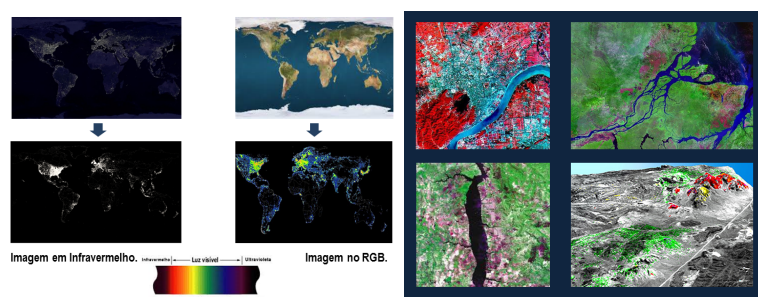 Imagem em Infravermelho.
Imagem no RGB.
Infravermelho Luz visível Ultravioleta